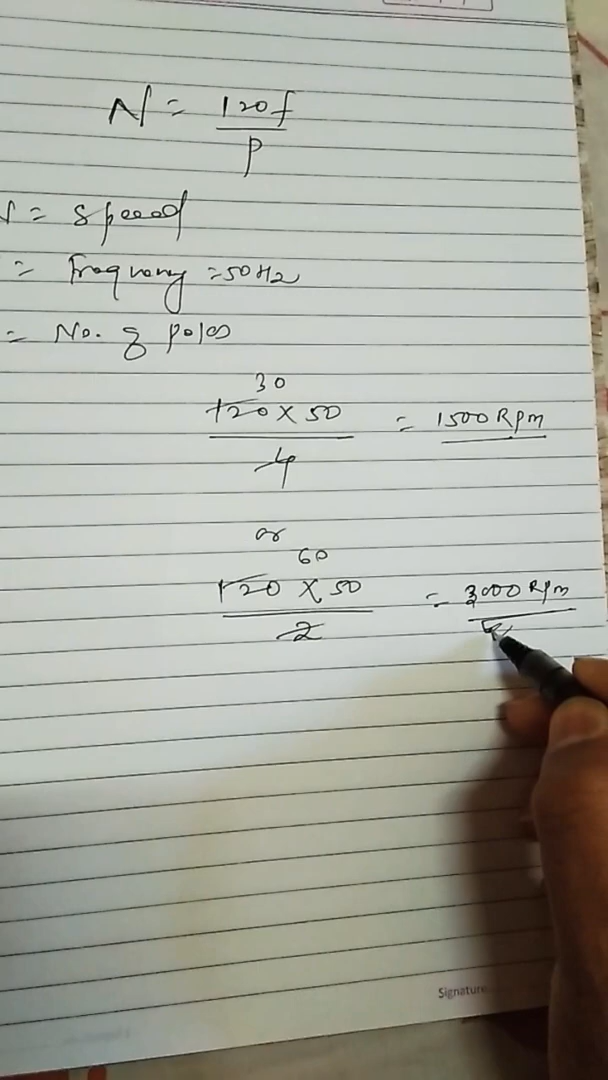 N = 120f
P
= Speed
= Frequency = 50Hz
= No. of poles
30
120 X 50 = 1500 Rpm
4
or
60
120 X 50 = 3000 Rpm
2
Signature